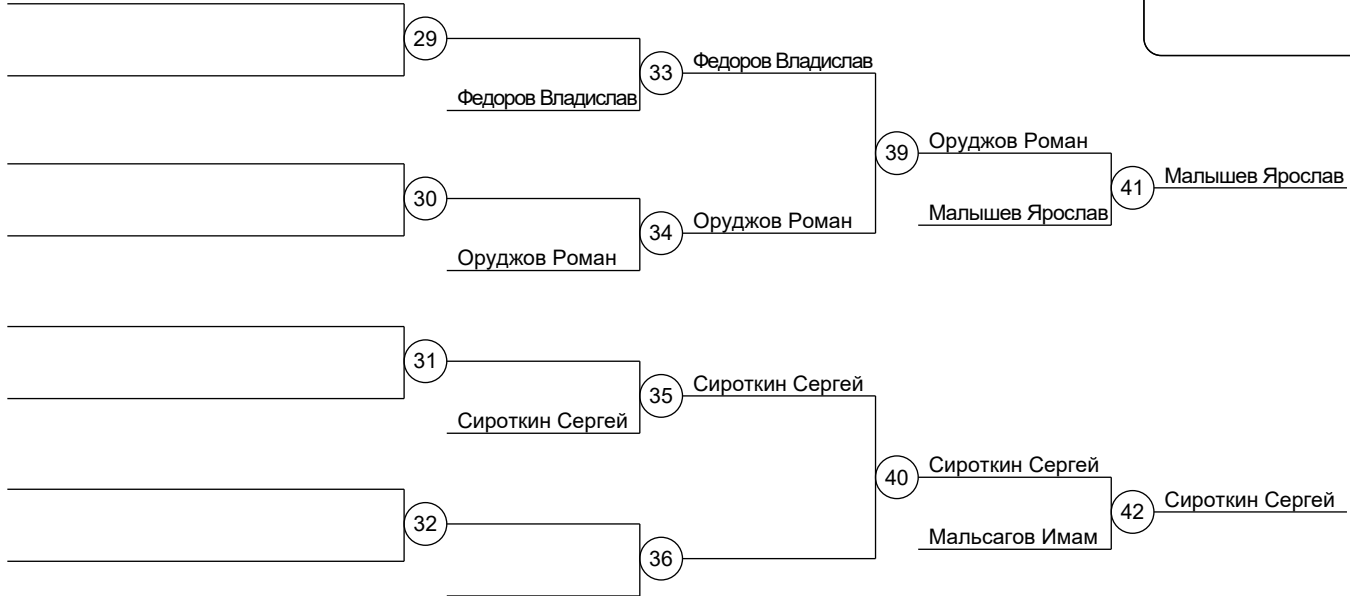 29
33
Федоров Владислав
Федоров Владислав
39
Оруджов Роман
41
Малышев Ярослав
30
34
Оруджов Роман
Малышев Ярослав
Оруджов Роман
31
35
Сироткин Сергей
Сироткин Сергей
40
Сироткин Сергей
42
Сироткин Сергей
32
36
Мальсагов Имам